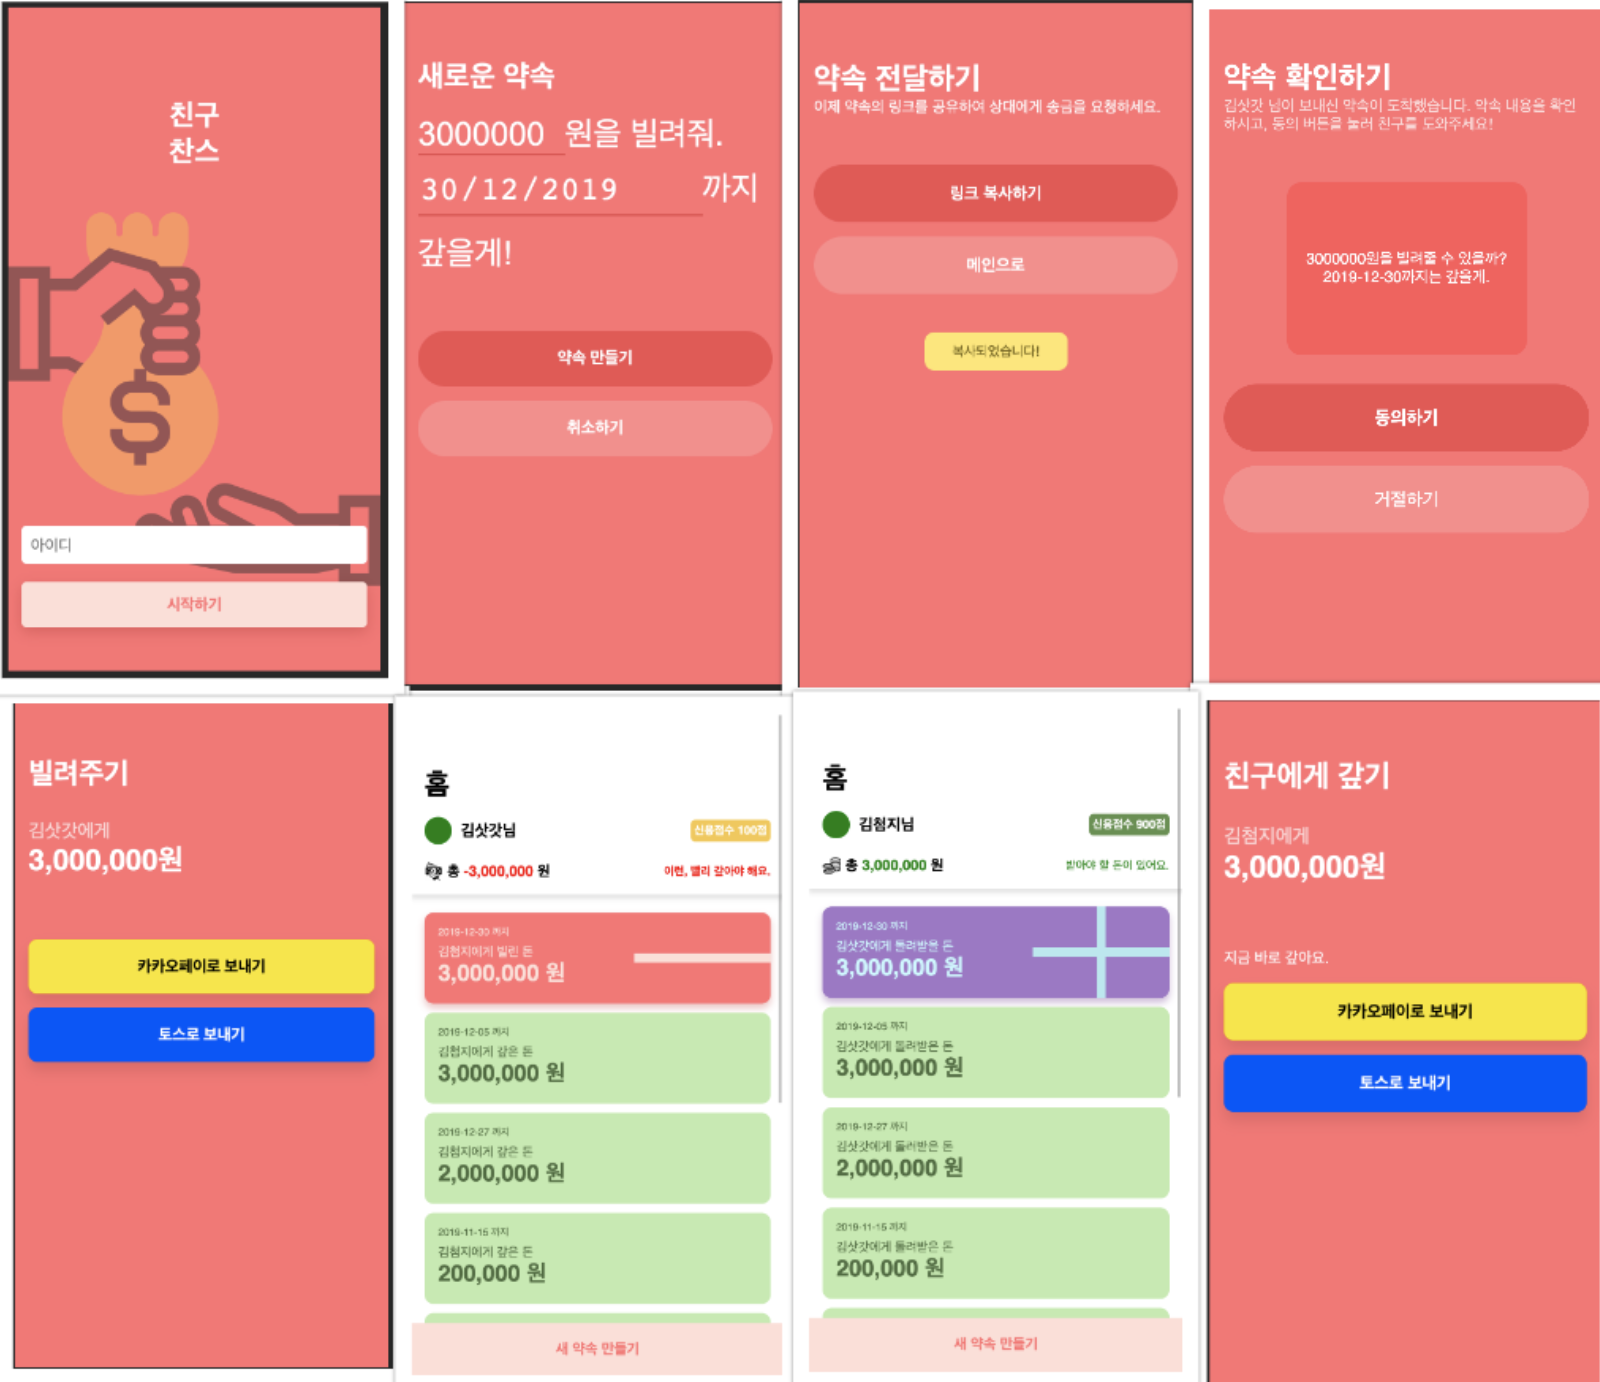 친구
찬스
아이디
시작하기
새로운 약속
3000000 원을 빌려줘.
30/12/2019 까지
갚을게!
약속 만들기
취소하기
약속 전달하기
이제 약속의 링크를 공유하여 상대에게 송금을 요청하세요.
링크 복사하기
메인으로
복사되었습니다!
약속 확인하기
김삿갓 님이 보내신 약속이 도착했습니다. 약속 내용을 확인
하시고, 동의 버튼을 눌러 친구를 도와주세요!
3000000원을 빌려줄 수 있을까?
2019-12-30까지는 갚을게.
동의하기
거절하기
빌려주기
김삿갓에게
3,000,000원
카카오페이로 보내기
토스로 보내기
홈
김삿갓님
신용점수 100점
총 -3,000,000 원
이런, 빨리 갚아야 해요.
2019-12-30 까지
김첨지에게 빌린 돈
3,000,000 원
2019-12-05 까지
김첨지에게 갚은 돈
3,000,000 원
2019-12-27 까지
김첨지에게 갚은 돈
2,000,000 원
2019-11-15 까지
김첨지에게 갚은 돈
200,000 원
새 약속 만들기
홈
김첨지님
신용점수 900점
총 3,000,000 원
받아야 할 돈이 있어요.
2019-12-30 까지
김삿갓에게 돌려받을 돈
3,000,000 원
2019-12-05 까지
김삿갓에게 돌려받은 돈
3,000,000 원
2019-12-27 까지
김삿갓에게 돌려받은 돈
2,000,000 원
2019-11-15 까지
김삿갓에게 돌려받은 돈
200,000 원
새 약속 만들기
친구에게 갚기
김첨지에게
3,000,000원
지금 바로 갚아요.
카카오페이로 보내기
토스로 보내기